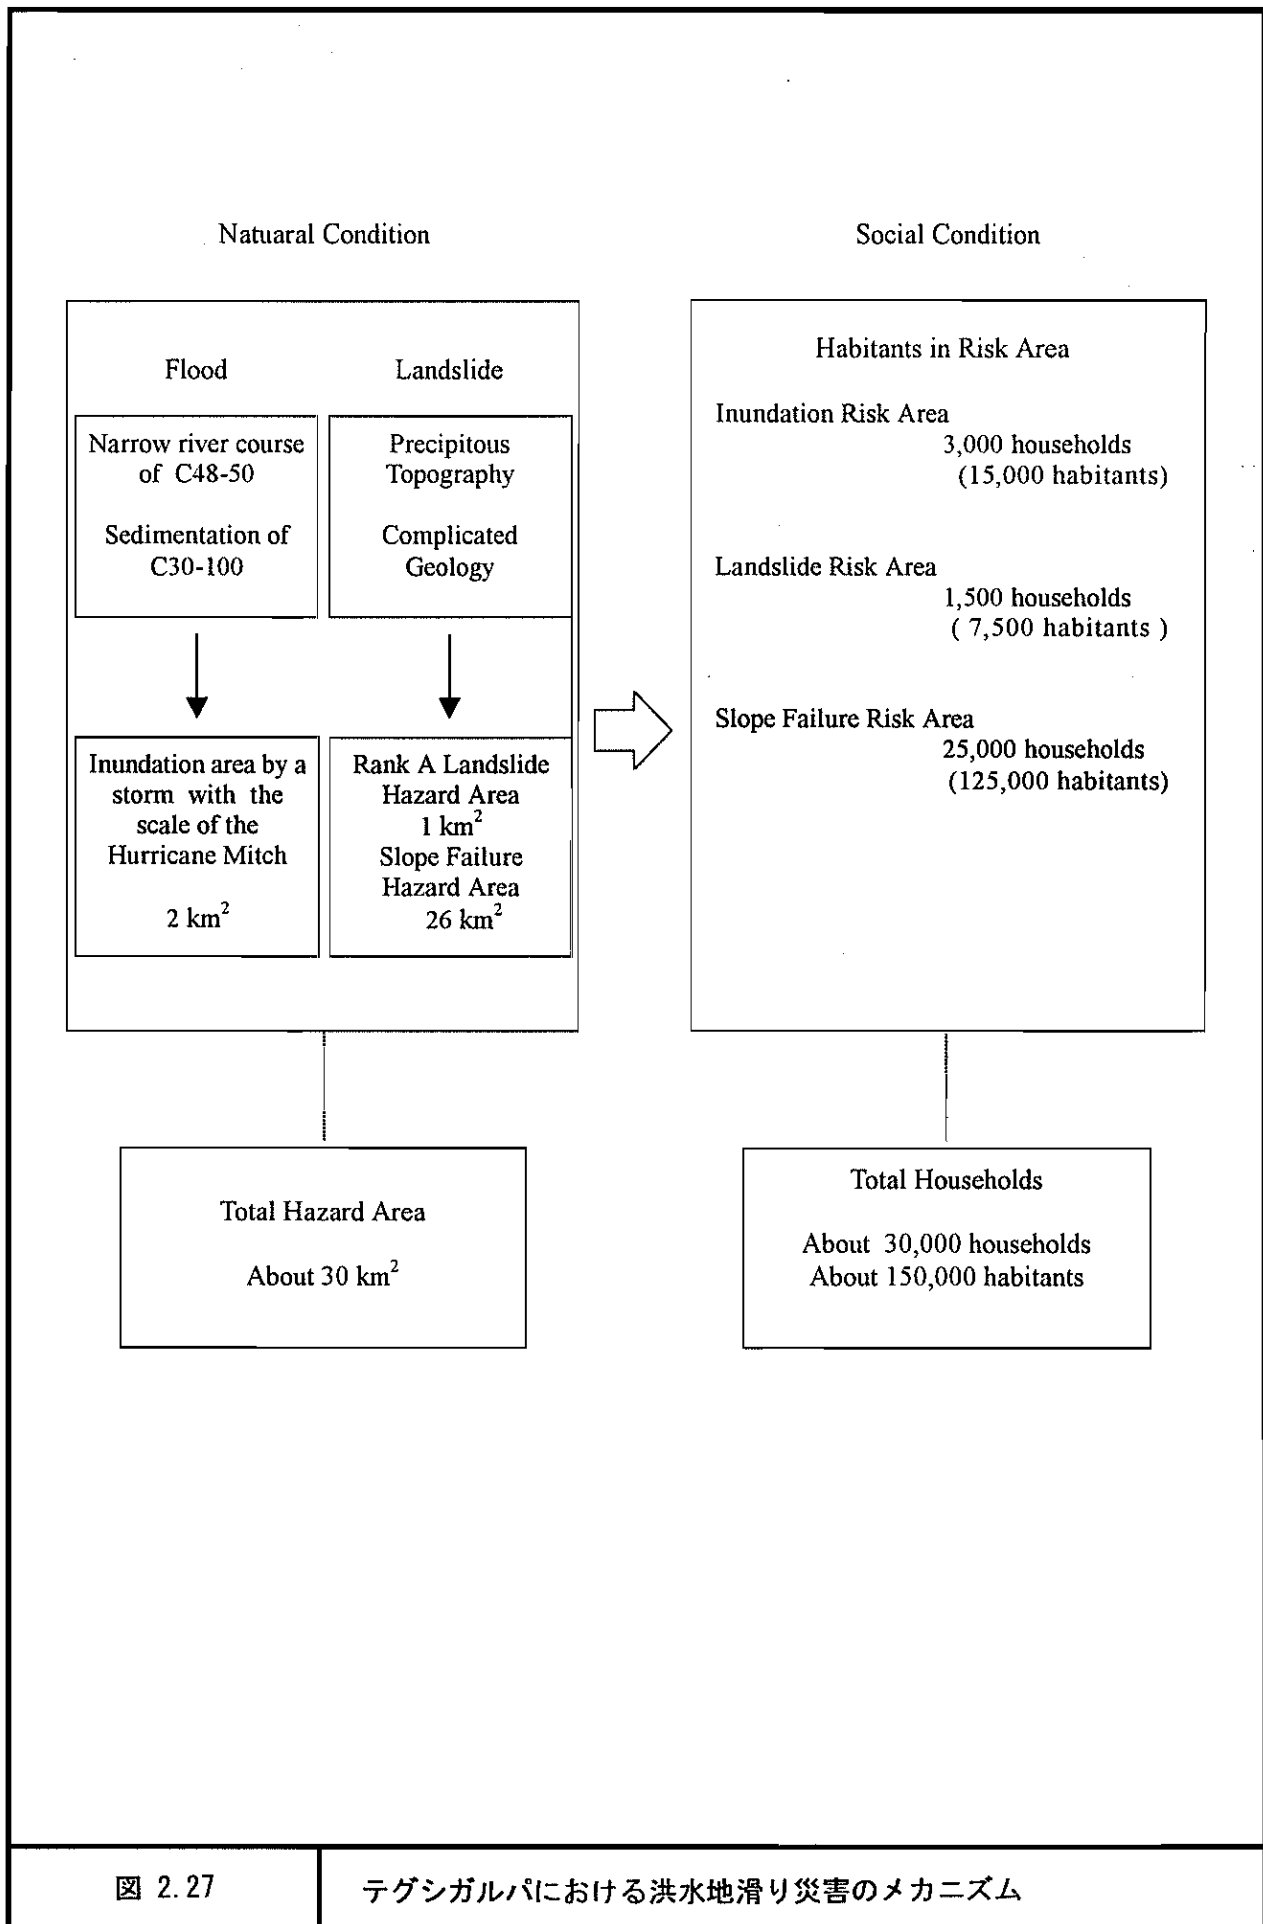 Natuaral Condition
Social Condition
Flood
Narrow river course
of C48-50
Sedimentation of
C30-100
Inundation area by a
storm with the
scale of the
Hurricane Mitch
2 km²
Landslide
Precipitous
Topography
Complicated
Geology
Rank A Landslide
Hazard Area
1 km²
Slope Failure
Hazard Area
26 km²
Habitants in Risk Area
Inundation Risk Area
3,000 households
(15,000 habitants)
Landslide Risk Area
1,500 households
( 7,500 habitants )
Slope Failure Risk Area
25,000 households
(125,000 habitants)
Total Hazard Area
About 30 km²
Total Households
About 30,000 households
About 150,000 habitants
図 2.27
テグシガルパにおける洪水地滑り災害のメカニズム